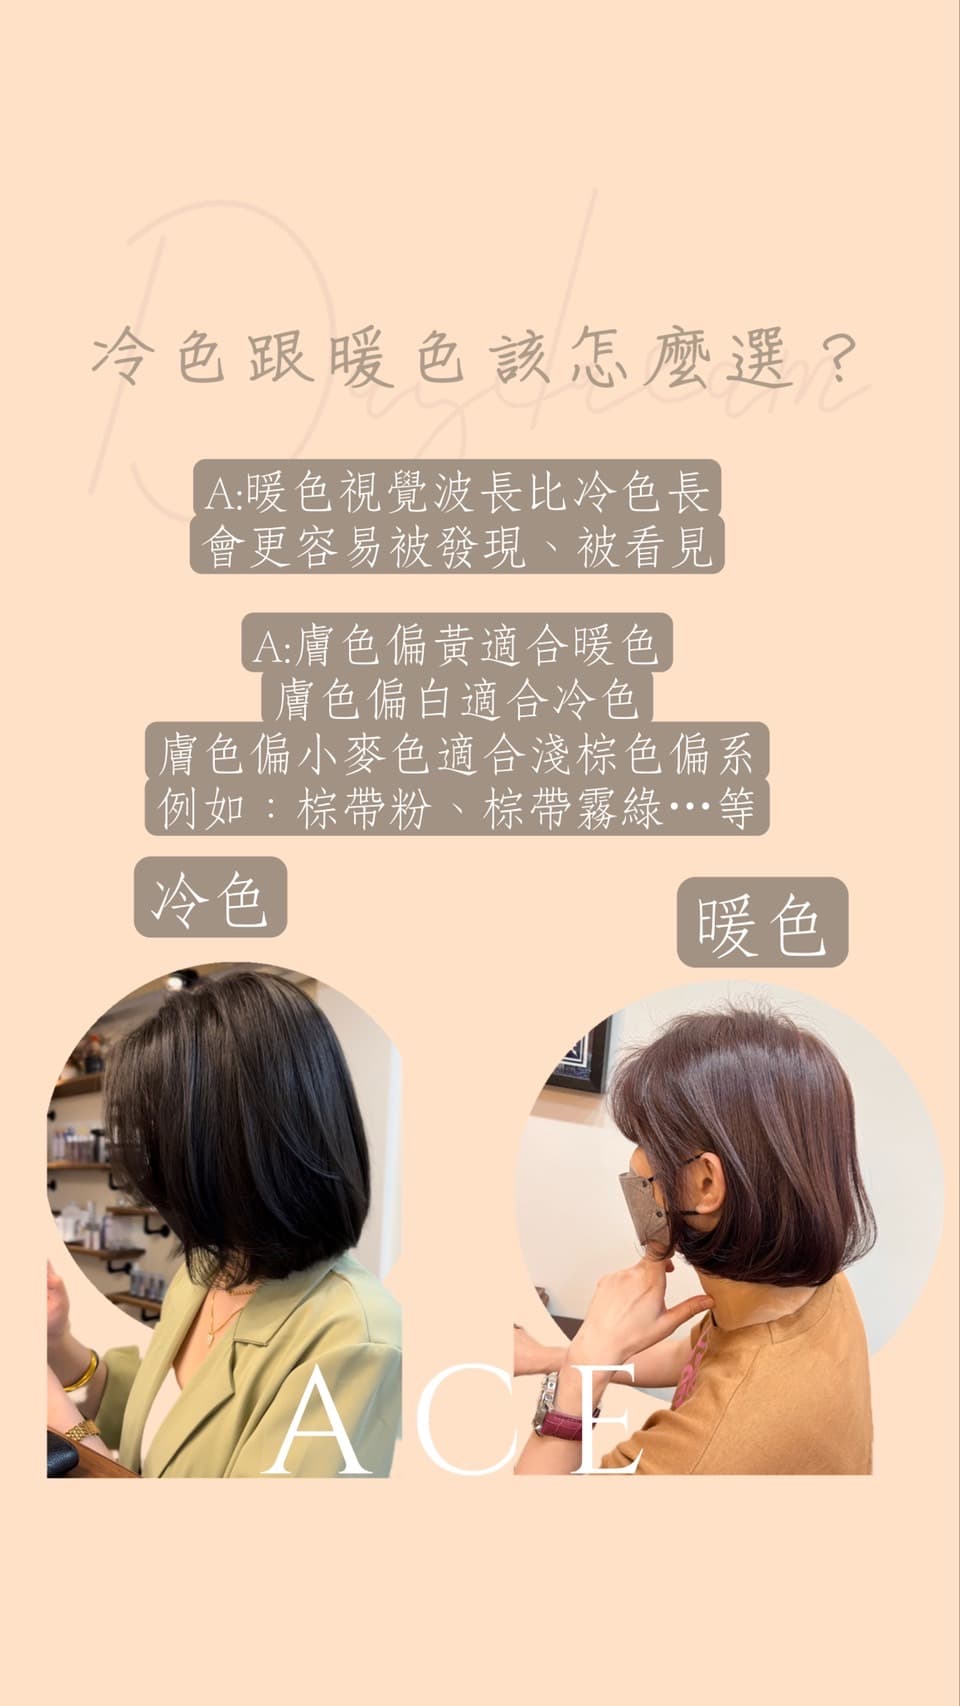 Daydream
冷色跟暖色該怎麼選？
A:暖色視覺波長比冷色長
會更容易被發現、被看見
A:膚色偏黃適合暖色
膚色偏白適合冷色
膚色偏小麥色適合淺棕色偏系
例如：棕帶粉、棕帶霧綠⋯等
冷色
暖色
ACE